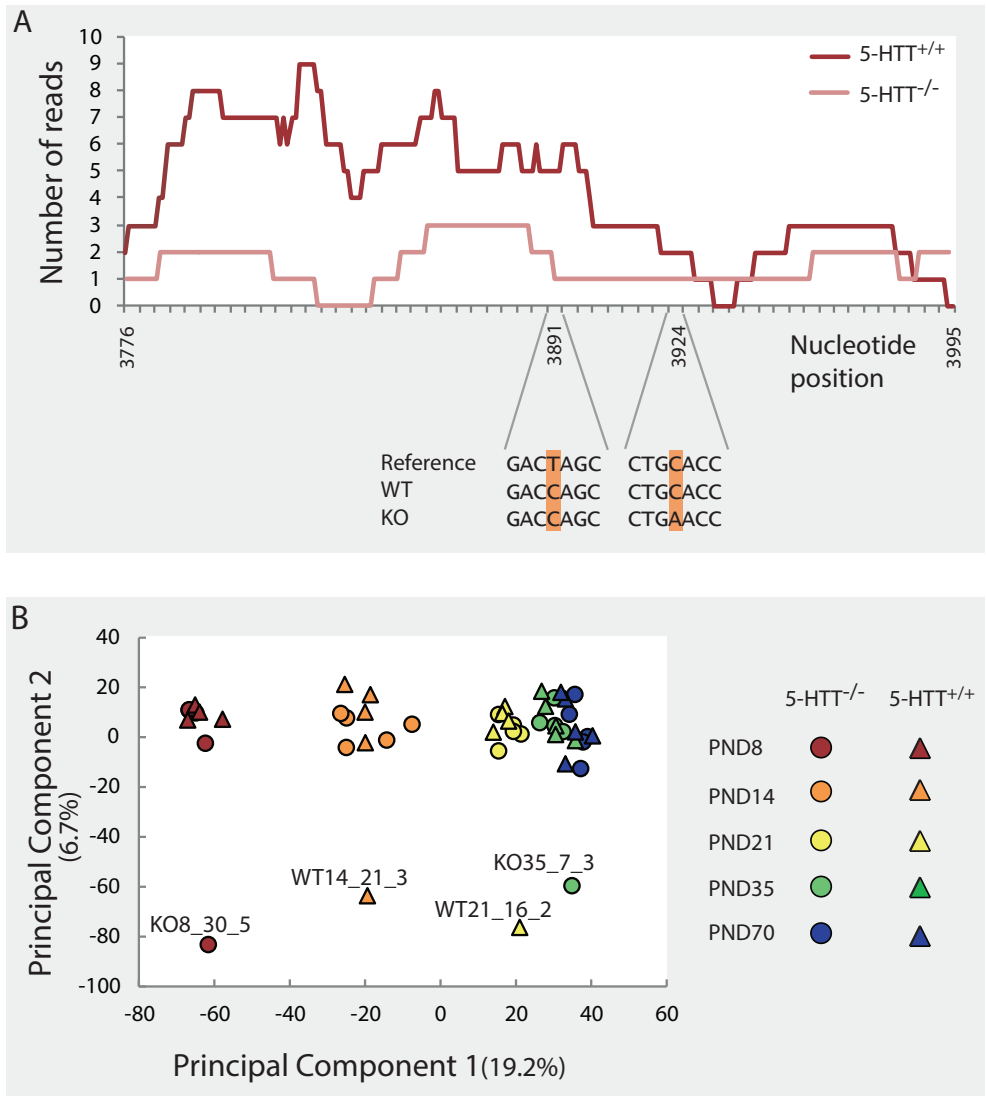 A
Number of reads
10
9
8
7
6
5
4
3
2
1
0
5-HTT+/+
5-HTT-/-
3776
3891
3924
3995
Nucleotide
position
Reference GACTAGC CTGCACC
WT GACCAGC CTGCACC
KO GACCAGC CTGAACC
B
Principal Component 2
(6.7%)
40
20
0
-20
-40
-60
-80
-100
KO8_30_5
WT14_21_3
WT21_16_2
KO35_7_3
-80 -60 -40 -20 0 20 40 60
Principal Component 1(19.2%)
5-HTT-/- 5-HTT+/+
PND8
PND14
PND21
PND35
PND70